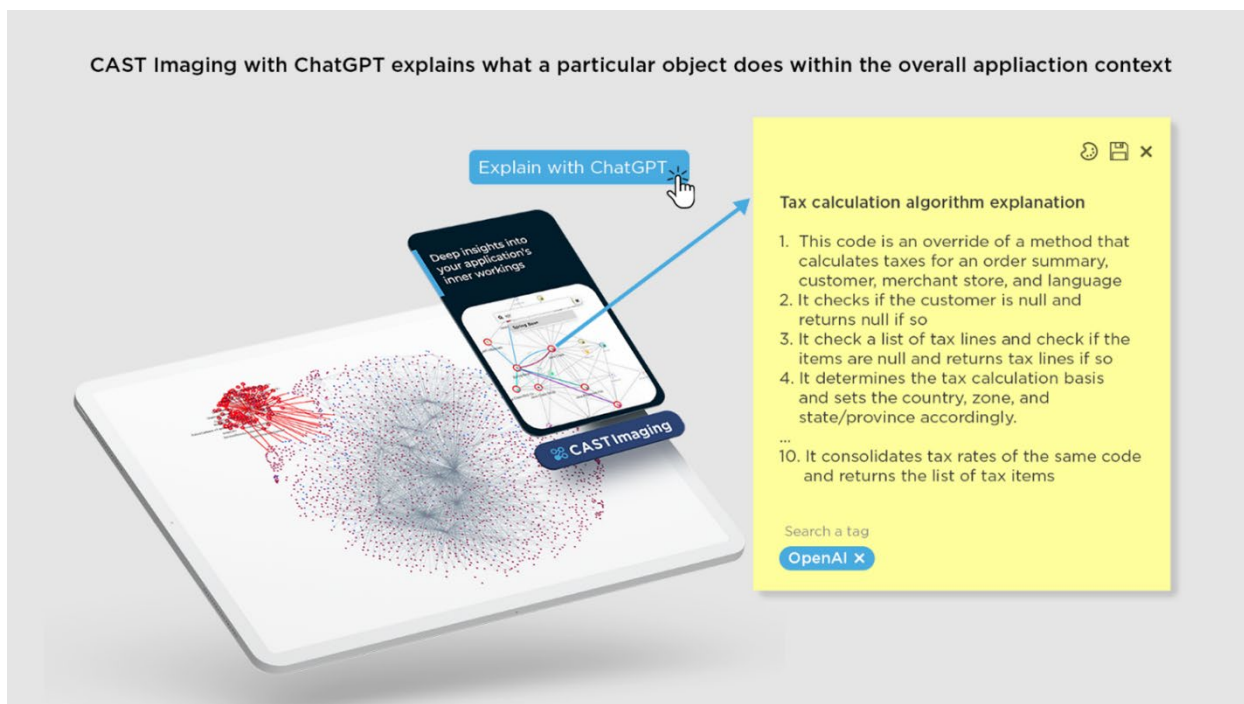 CAST Imaging with ChatGPT explains what a particular object does within the overall appliaction context
Explain with ChatGPT
Deep insights into
your application's
inner workings
Spring Bean
CAST Imaging
Tax calculation algorithm explanation
1. This code is an override of a method that
calculates taxes for an order summary,
customer, merchant store, and language
2. It checks if the customer is null and
returns null if so
3. It check a list of tax lines and check if the
items are null and returns tax lines if so
4. It determines the tax calculation basis
and sets the country, zone, and
state/province accordingly.
...
10. It consolidates tax rates of the same code
and returns the list of tax items
Search a tag
OpenAI ×